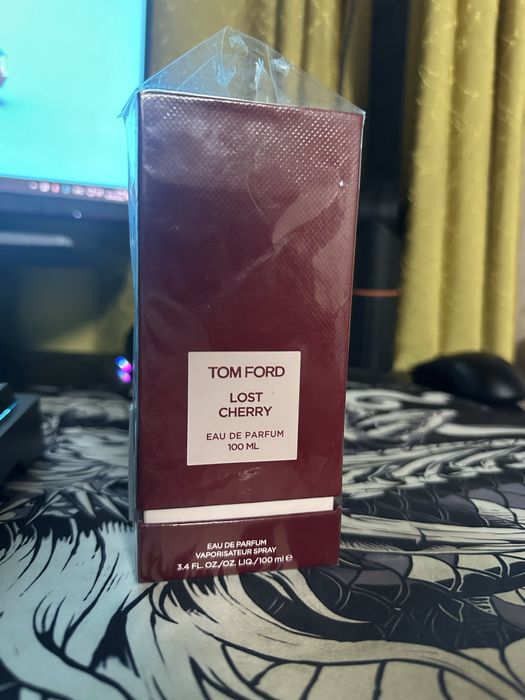 TOM FORD
LOST
CHERRY
EAU DE PARFUM
100 ML
EAU DE PARFUM
VAPORISATEUR SPRAY
3.4 FL. OZ./OZ. LIQ./100 ml ℮